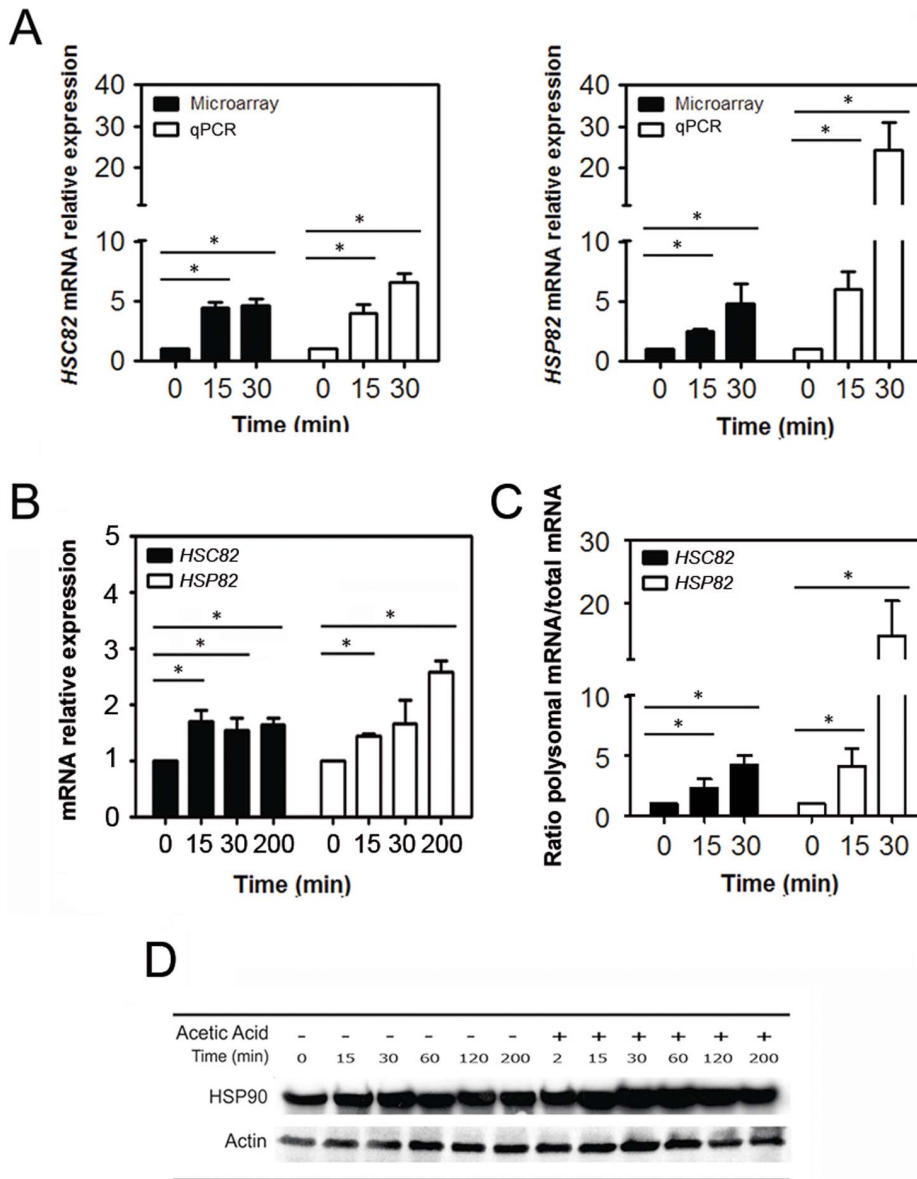 A
HSC82 mRNA relative expression
40
30
20
10
5
0
Microarray
qPCR
* * * *
0 15 30 0 15 30
Time (min)
HSP82 mRNA relative expression
40
30
20
10
5
0
Microarray
qPCR
* * * *
0 15 30 0 15 30
Time (min)
B
mRNA relative expression
5
4
3
2
1
0
HSC82
HSP82
* * * * *
0 15 30 200 0 15 30 200
Time (min)
C
Ratio polysomal mRNA/total mRNA
30
20
10
5
0
HSC82
HSP82
* * * *
0 15 30 0 15 30
Time (min)
D
Acetic Acid - - - - - - + + + + + +
Time (min) 0 15 30 60 120 200 2 15 30 60 120 200
HSP90
Actin